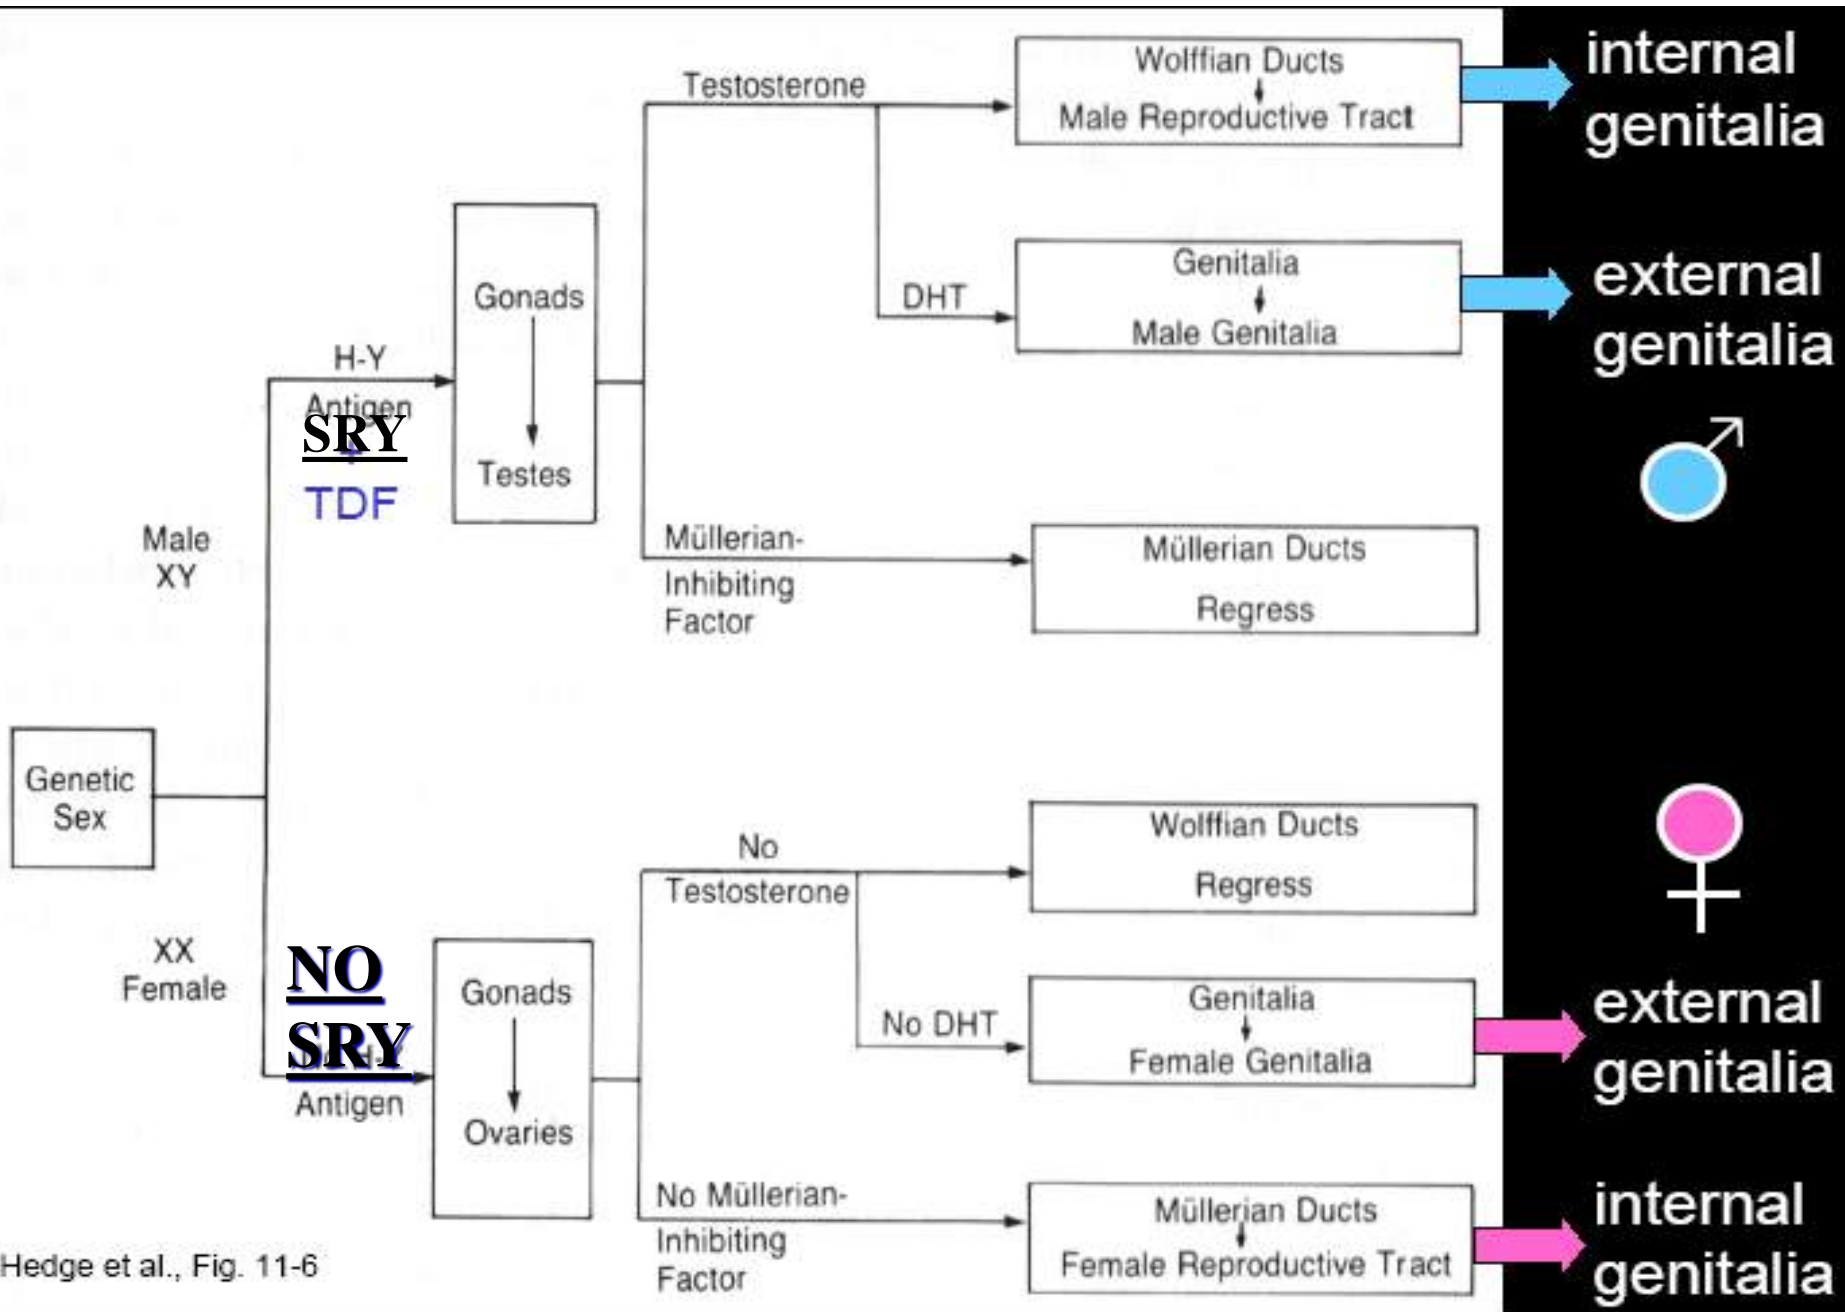 Genetic
Sex
Male
XY
H-Y
Antigen
SRY
+
TDF
Gonads
Testes
Testosterone
Wolffian Ducts
Male Reproductive Tract
internal
genitalia
DHT
Genitalia
Male Genitalia
external
genitalia
Müllerian-
Inhibiting
Factor
Müllerian Ducts
Regress
XX
Female
NO
SRY
Antigen
Gonads
Ovaries
No
Testosterone
Wolffian Ducts
Regress
No DHT
Genitalia
Female Genitalia
external
genitalia
No Müllerian-
Inhibiting
Factor
Müllerian Ducts
Female Reproductive Tract
internal
genitalia
Hedge et al., Fig. 11-6